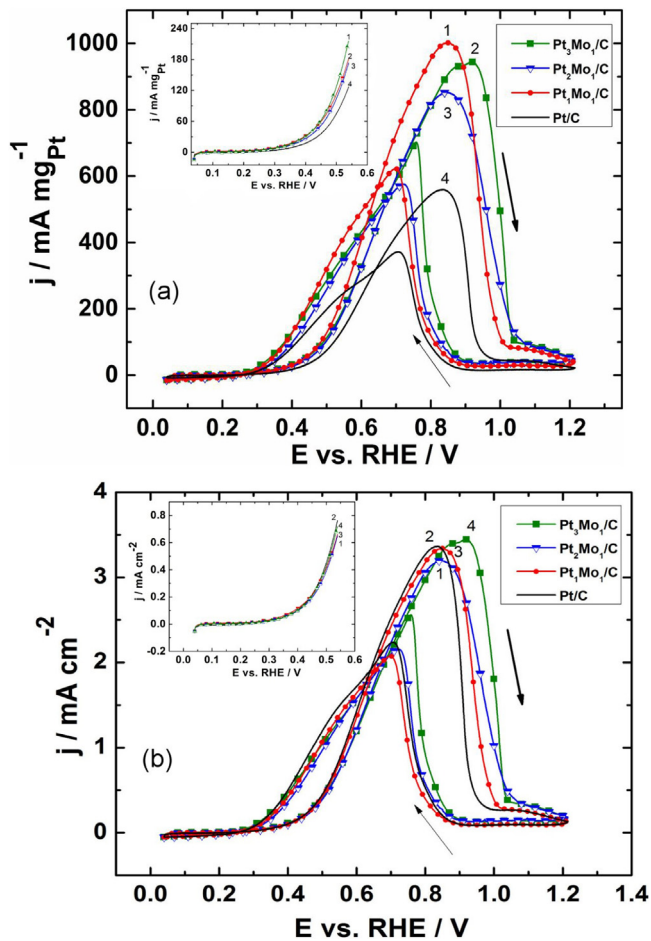 240
180
120
60
0
j / mA mg⁻¹Pt
0.1 0.2 0.3 0.4 0.5 0.6
E vs. RHE / V
1
2
3
4
1000
800
600
400
200
0
j / mA mg⁻¹Pt
1
2
3
4
Pt₃Mo₁/C
Pt₂Mo₁/C
Pt₁Mo₁/C
Pt/C
(a)
0.0 0.2 0.4 0.6 0.8 1.0 1.2
E vs. RHE / V
0.8
0.6
0.4
0.2
0.0
-0.2
j / mA cm-2
0.0 0.1 0.2 0.3 0.4 0.5 0.6
E vs. RHE / V
2
4
3
1
4
3
2
1
0
j / mA cm⁻²
2
3
4
1
Pt₃Mo₁/C
Pt₂Mo₁/C
Pt₁Mo₁/C
Pt/C
(b)
0.0 0.2 0.4 0.6 0.8 1.0 1.2 1.4
E vs. RHE / V